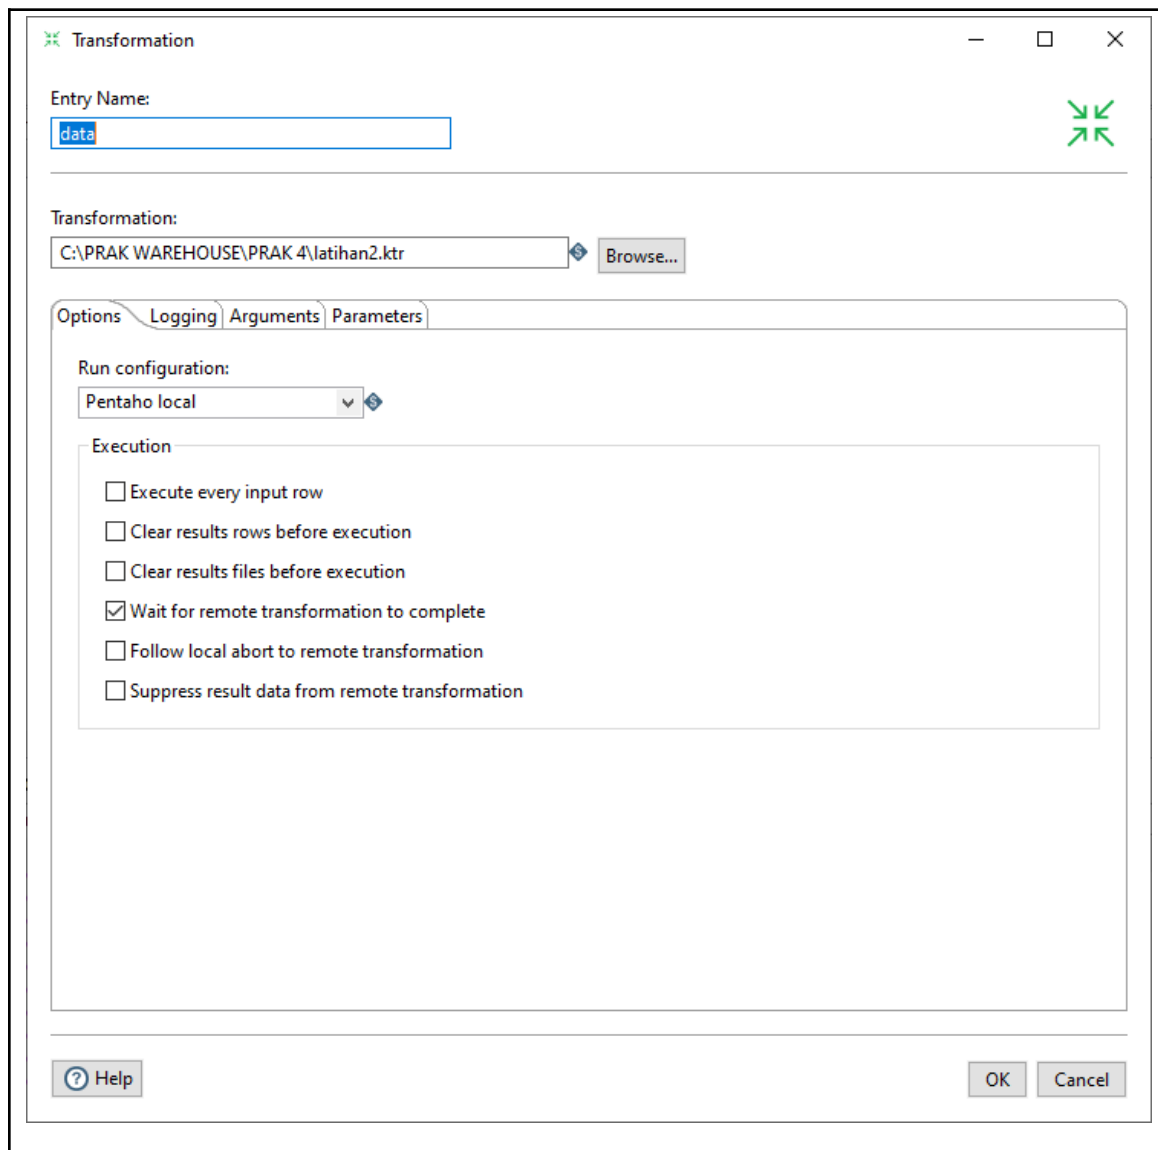 Transformation
Entry Name:
data
Transformation:
C:\PRAK WAREHOUSE\PRAK 4\latihan2.ktr
Browse...
Options Logging Arguments Parameters
Run configuration:
Pentaho local
Execution
Execute every input row
Clear results rows before execution
Clear results files before execution
Wait for remote transformation to complete
Follow local abort to remote transformation
Suppress result data from remote transformation
Help OK Cancel